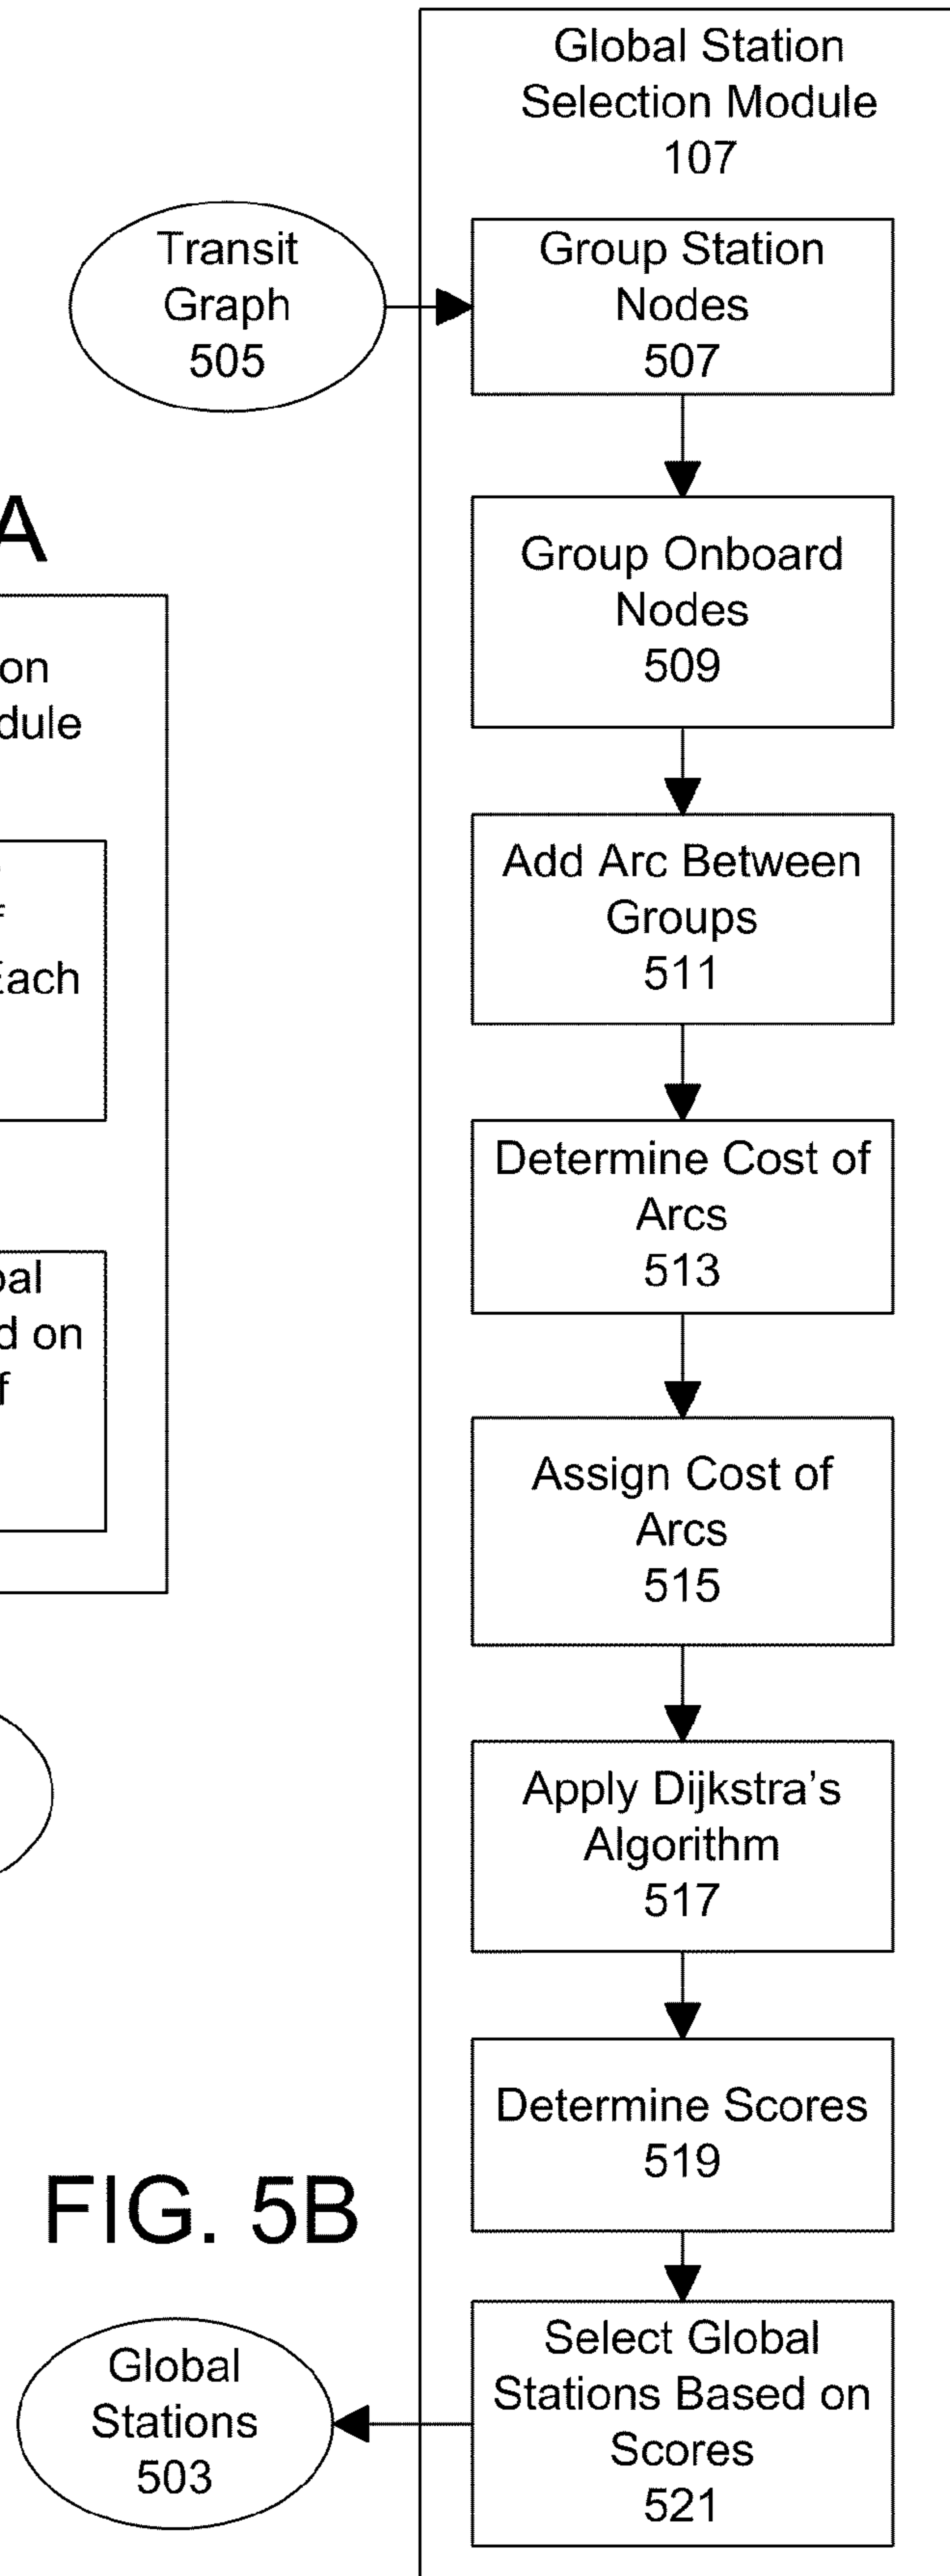 Global Station
Selection Module
107
Transit
Graph
505
Group Station
Nodes
507
Group Onboard
Nodes
509
Add Arc Between
Groups
511
Determine Cost of
Arcs
513
Assign Cost of
Arcs
515
Apply Dijkstra’s
Algorithm
517
Determine Scores
519
Select Global
Stations Based on
Scores
521
Global
Stations
503
FIG. 5B
A
on
dule
Each
bal
d on
f